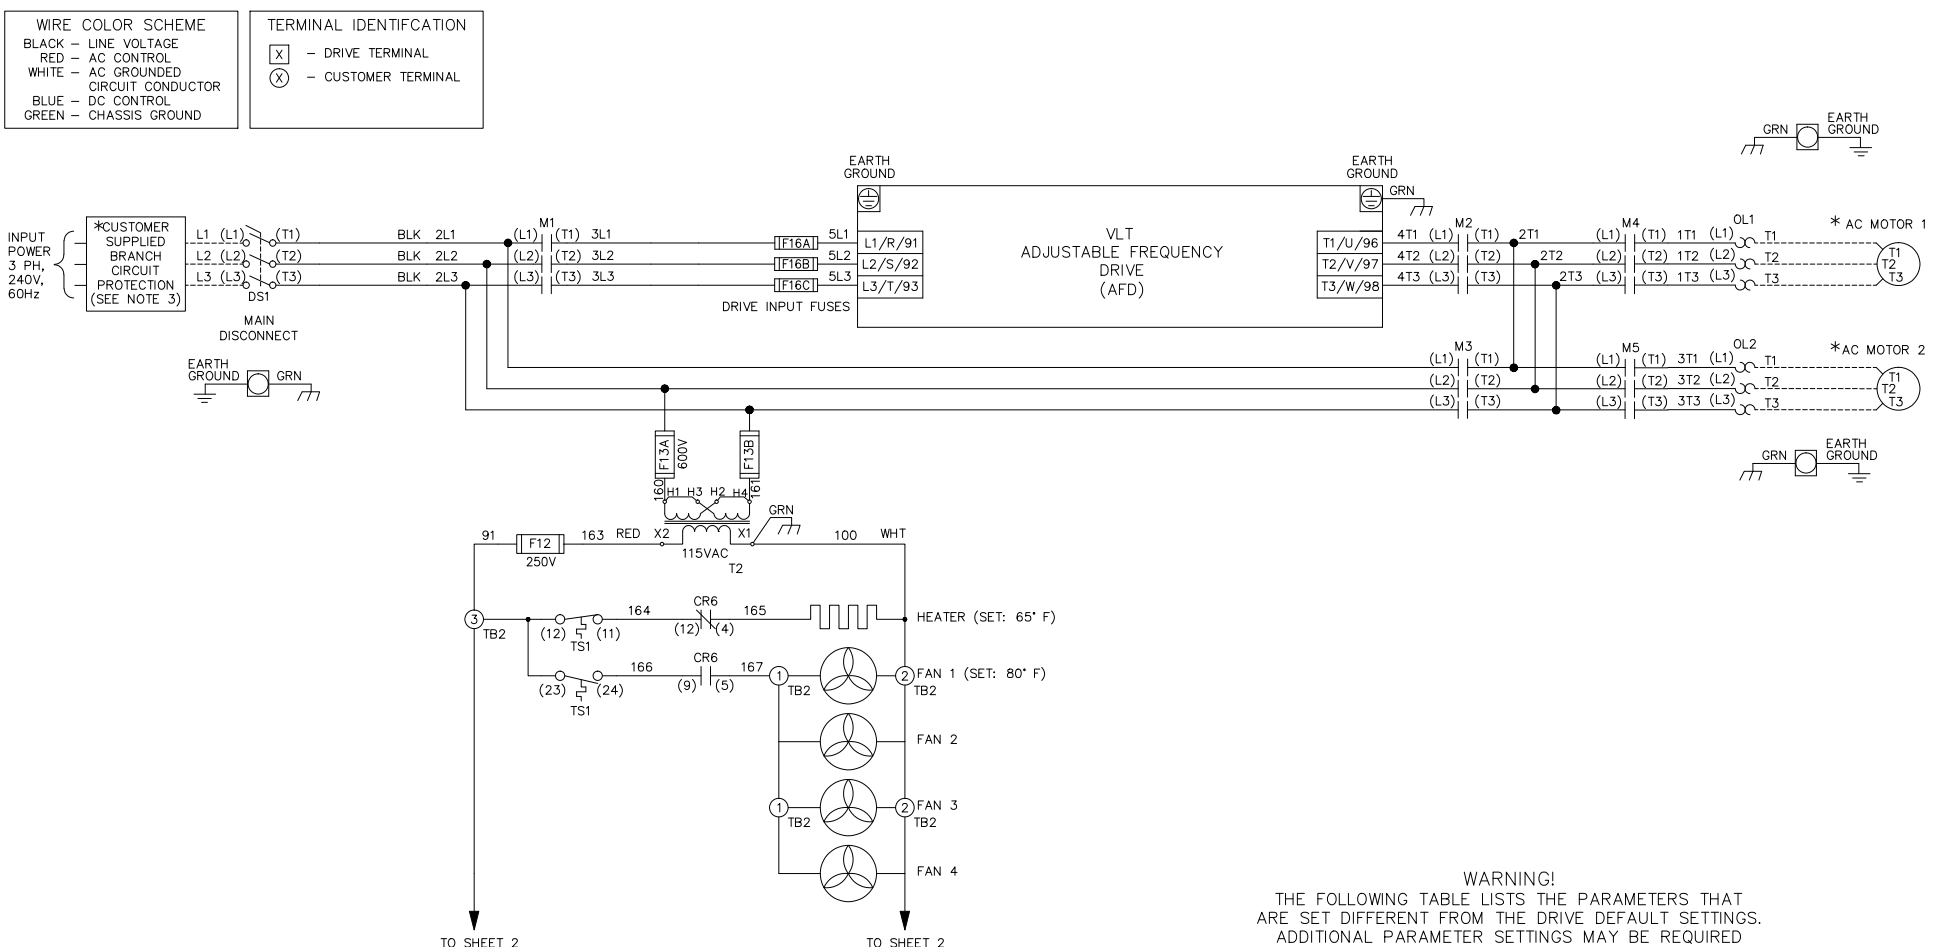 WIRE COLOR SCHEME
BLACK – LINE VOLTAGE
RED – AC CONTROL
WHITE – AC GROUNDED
CIRCUIT CONDUCTOR
BLUE – DC CONTROL
GREEN – CHASSIS GROUND
TERMINAL IDENTIFCATION
X – DRIVE TERMINAL
X – CUSTOMER TERMINAL
GRN
EARTH
GROUND
EARTH
GROUND
EARTH
GROUND
GRN
INPUT
POWER
3 PH,
240V,
60Hz
*CUSTOMER
SUPPLIED
BRANCH
CIRCUIT
PROTECTION
(SEE NOTE 3)
M1
M2
M4
OL1
* AC MOTOR 1
L1 (L1) (T1) BLK 2L1 (L1) (T1) 3L1 F16A 5L1 L1/R/91
L2 (L2) (T2) BLK 2L2 (L2) (T2) 3L2 F16B 5L2 L2/S/92
L3 (L3) (T3) BLK 2L3 (L3) (T3) 3L3 F16C 5L3 L3/T/93
DS1
MAIN
DISCONNECT
DRIVE INPUT FUSES
VLT
ADJUSTABLE FREQUENCY
DRIVE
(AFD)
T1/U/96 4T1 (L1) (T1) 2T1 (L1) (T1) 1T1 (L1) T1
T2/V/97 4T2 (L2) (T2) 2T2 (L2) (T2) 1T2 (L2) T2
T3/W/98 4T3 (L3) (T3) 2T3 (L3) (T3) 1T3 (L3) T3
T1
T2
T3
EARTH
GROUND
GRN
M3
M5
OL2
*AC MOTOR 2
(L1) (T1) (L1) (T1) 3T1 (L1) T1
(L2) (T2) (L2) (T2) 3T2 (L2) T2
(L3) (T3) (L3) (T3) 3T3 (L3) T3
T1
T2
T3
GRN
EARTH
GROUND
F13A
600V
F13B
160
H1 H3 H2 H4
161
GRN
91 F12 163 RED X2 X1 100 WHT
250V
115VAC
T2
CR6
3 164 165 HEATER (SET: 65° F)
TB2 (12) (11) (12) (4)
TS1
CR6
166 167 1 2 FAN 1 (SET: 80° F)
(23) (24) (9) (5) TB2 TB2
TS1
FAN 2
1 2 FAN 3
TB2 TB2
FAN 4
TO SHEET 2
TO SHEET 2
WARNING!
THE FOLLOWING TABLE LISTS THE PARAMETERS THAT
ARE SET DIFFERENT FROM THE DRIVE DEFAULT SETTINGS.
ADDITIONAL PARAMETER SETTINGS MAY BE REQUIRED